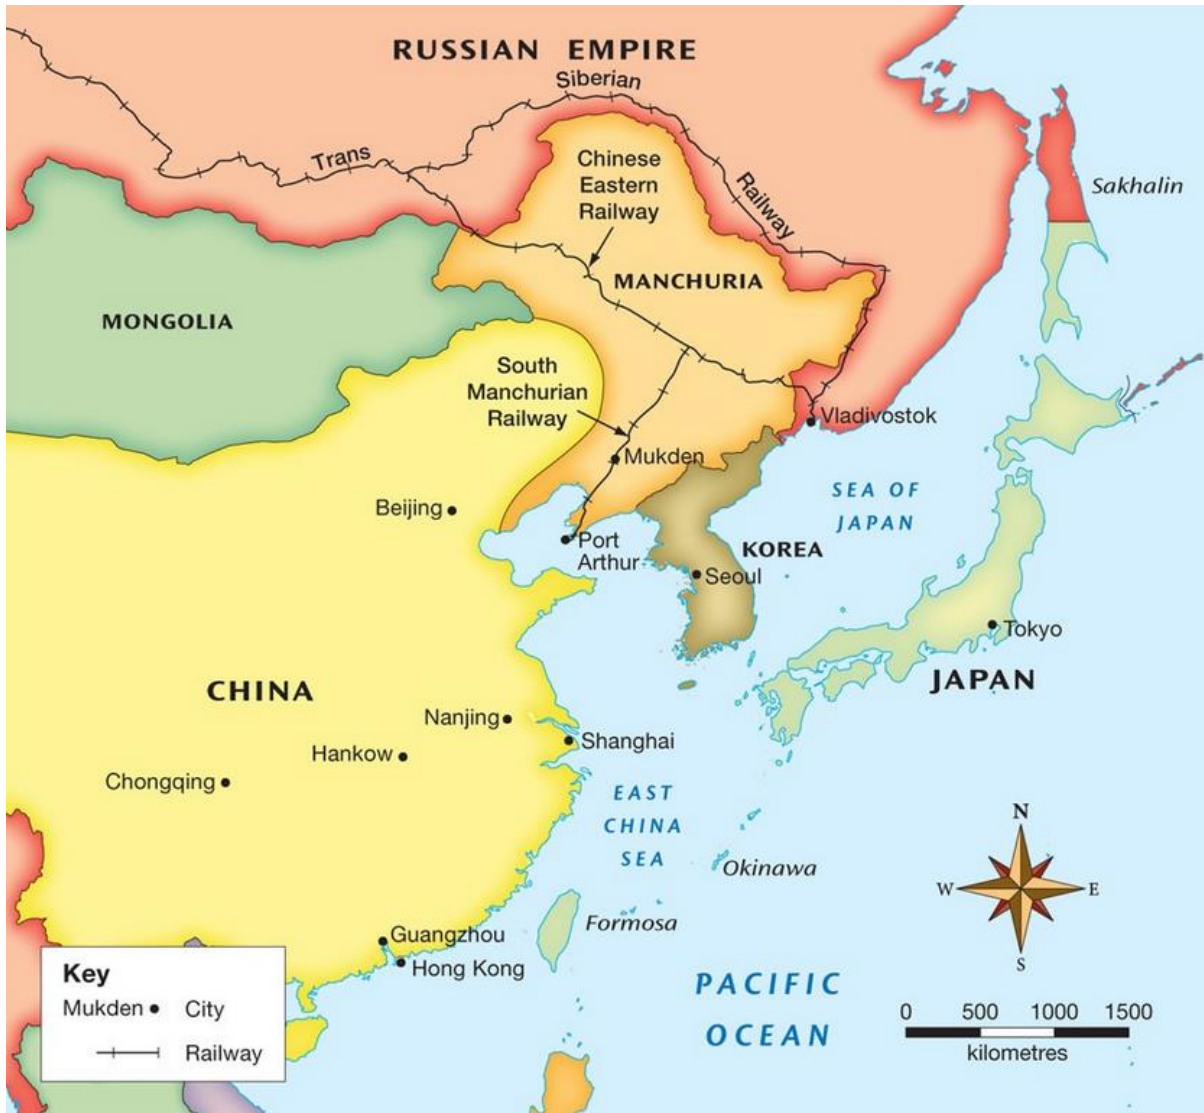 RUSSIAN EMPIRE
Trans
Siberian
Railway
Chinese
Eastern
Railway
Sakhalin
MANCHURIA
MONGOLIA
South
Manchurian
Railway
Vladivostok
Mukden
SEA OF
JAPAN
Beijing
Port
Arthur
KOREA
Seoul
Tokyo
JAPAN
CHINA
Nanjing
Shanghai
Hankow
Chongqing
EAST
CHINA
SEA
Okinawa
Formosa
Guangzhou
Hong Kong
PACIFIC
OCEAN
N
W E
S
0 500 1000 1500
kilometres
Key
Mukden City
Railway